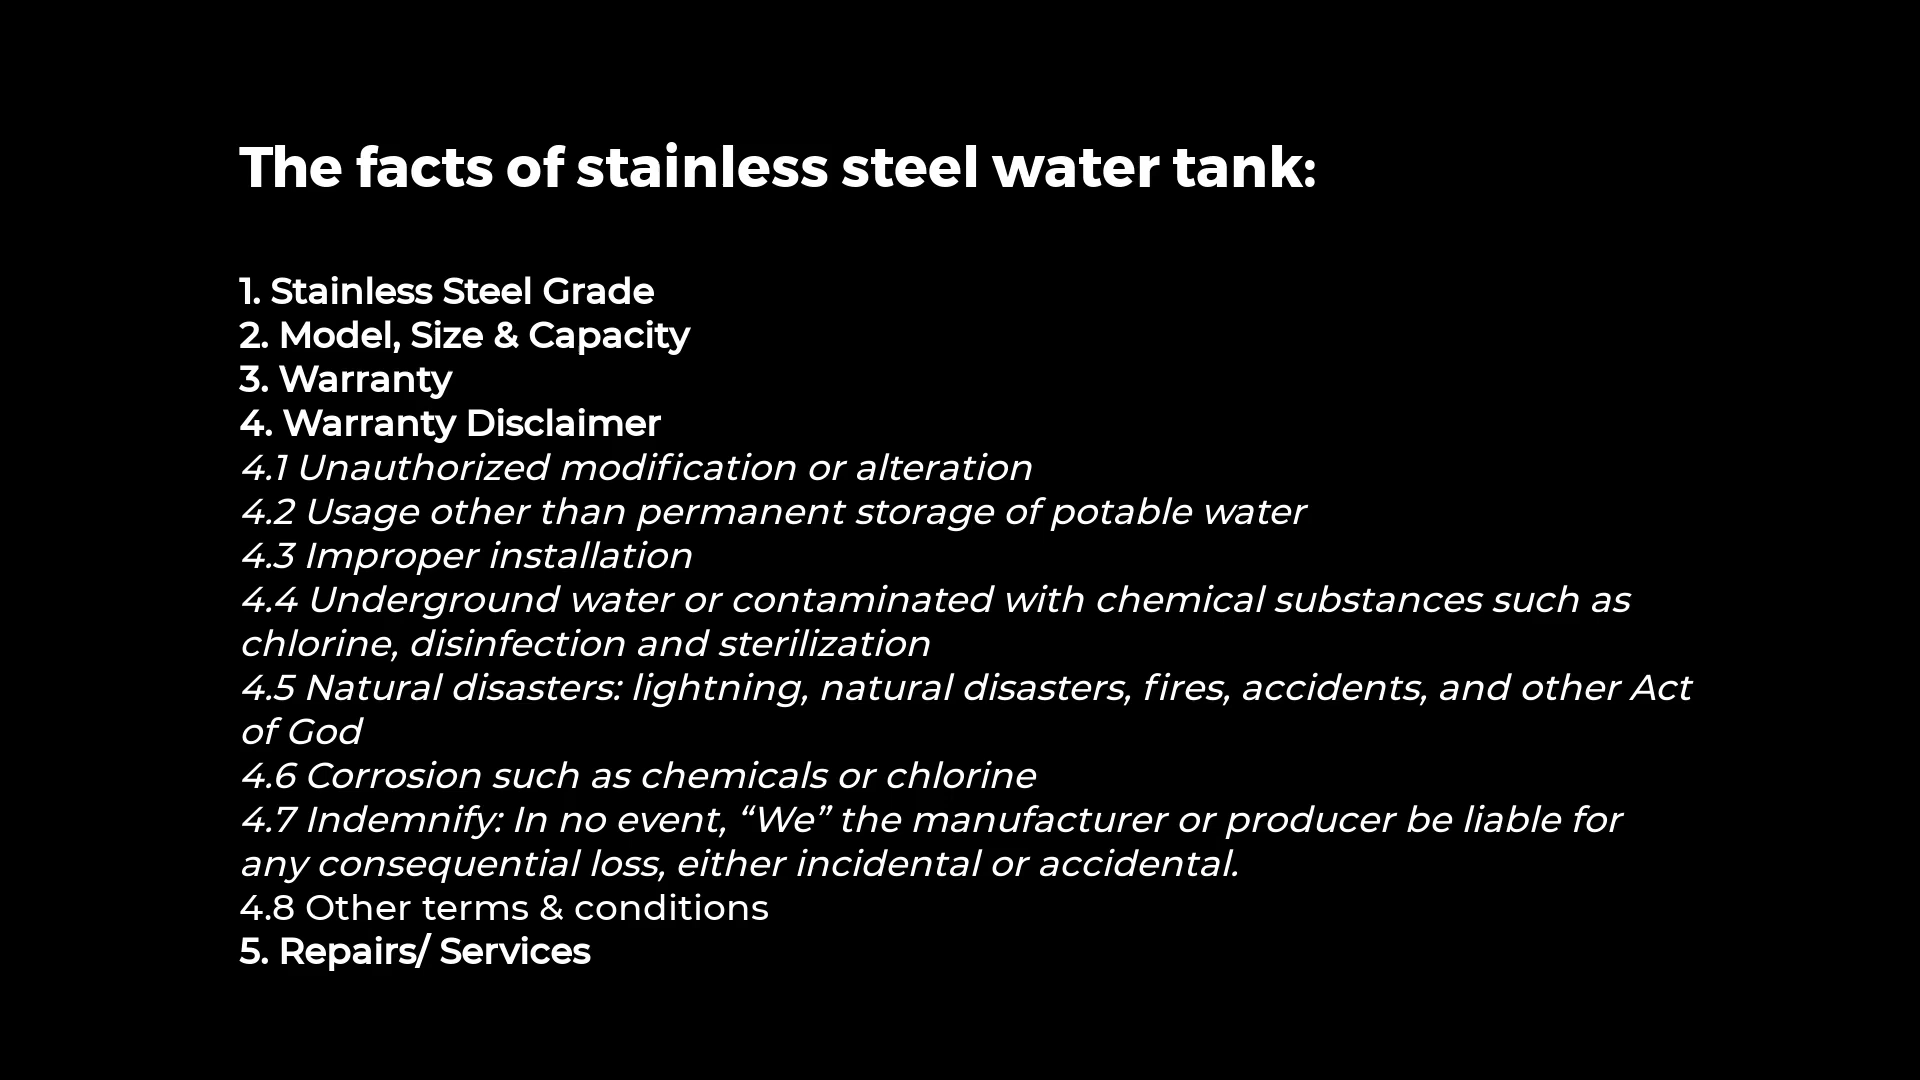 The facts of stainless steel water tank:
1. Stainless Steel Grade
2. Model, Size & Capacity
3. Warranty
4. Warranty Disclaimer
4.1 Unauthorized modification or alteration
4.2 Usage other than permanent storage of potable water
4.3 Improper installation
4.4 Underground water or contaminated with chemical substances such as
chlorine, disinfection and sterilization
4.5 Natural disasters: lightning, natural disasters, fires, accidents, and other Act
of God
4.6 Corrosion such as chemicals or chlorine
4.7 Indemnify: In no event, “We” the manufacturer or producer be liable for
any consequential loss, either incidental or accidental.
4.8 Other terms & conditions
5. Repairs/ Services